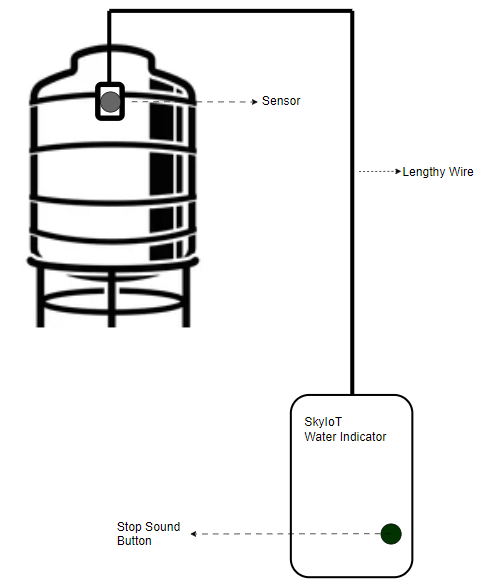 Sensor
Lengthy Wire
SkyIoT
Water Indicator
Stop Sound
Button